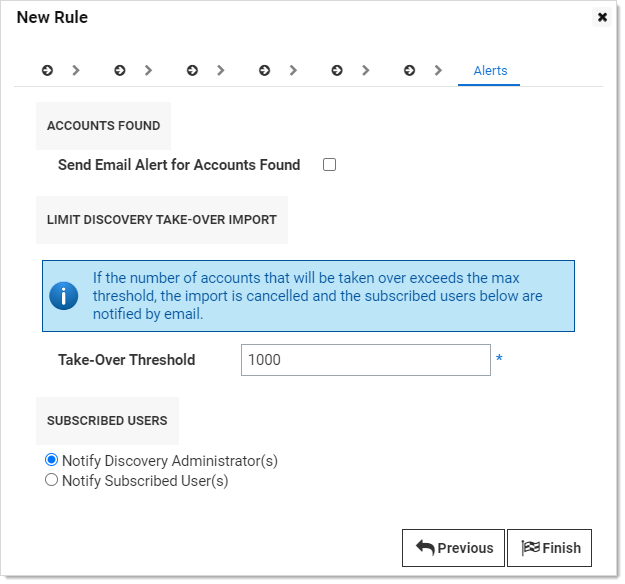 New Rule
Alerts
ACCOUNTS FOUND
Send Email Alert for Accounts Found
LIMIT DISCOVERY TAKE-OVER IMPORT
If the number of accounts that will be taken over exceeds the max
threshold, the import is cancelled and the subscribed users below are
notified by email.
Take-Over Threshold 1000 *
SUBSCRIBED USERS
Notify Discovery Administrator(s)
Notify Subscribed User(s)
Previous Finish